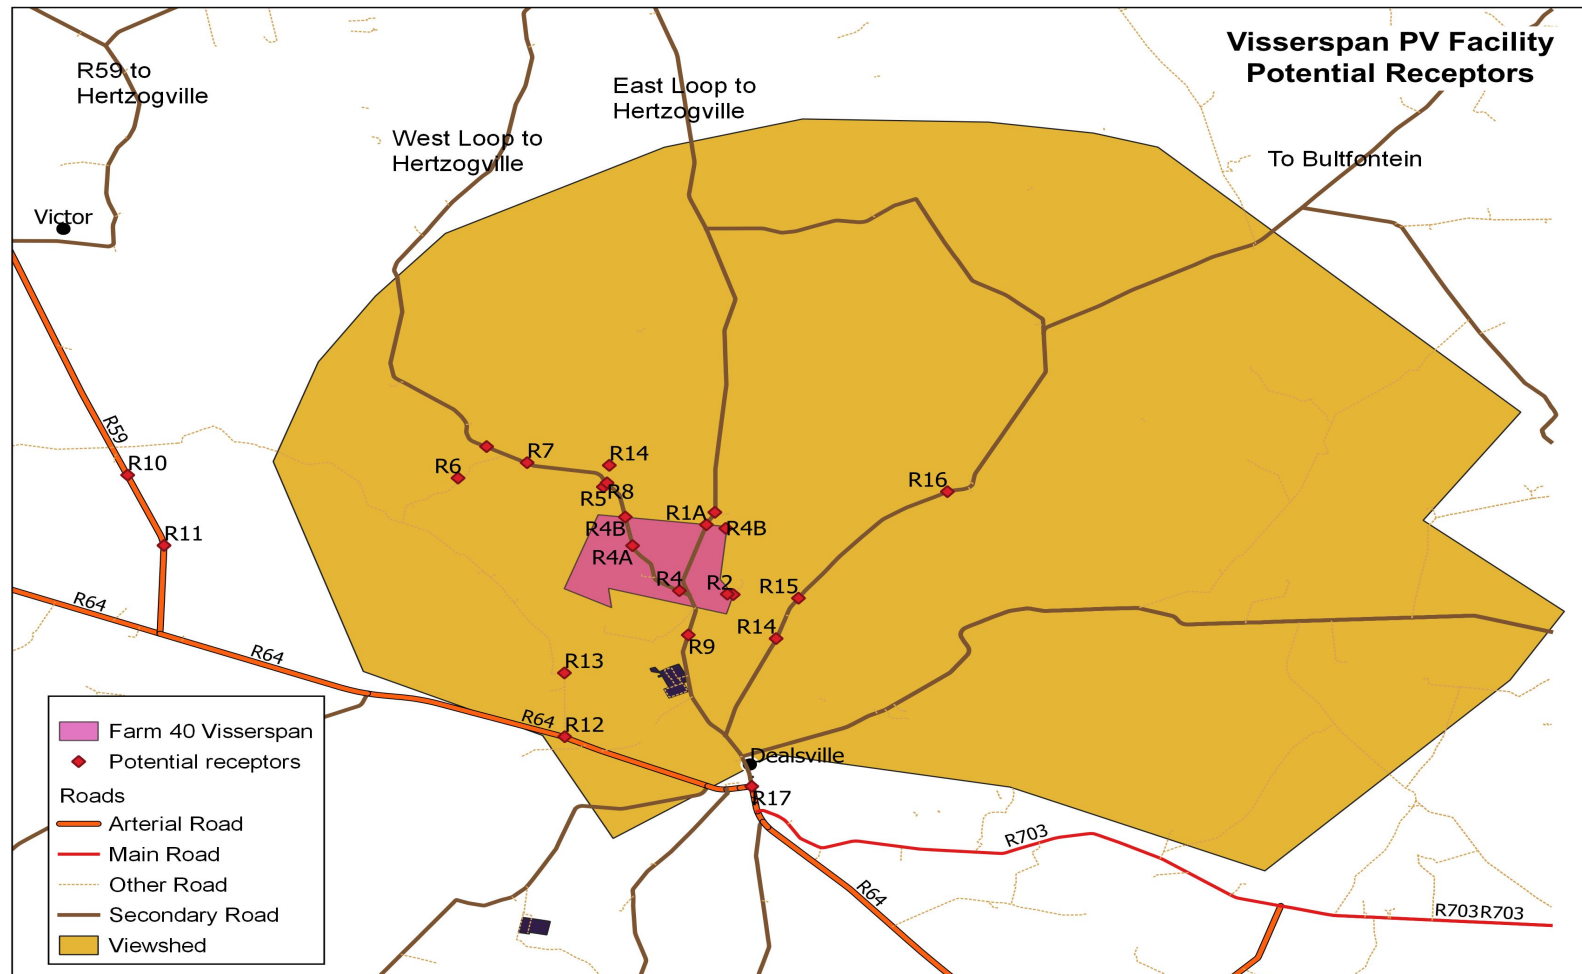 Visserspan PV Facility
Potential Receptors
R59 to
Hertzogville
East Loop to
Hertzogville
West Loop to
Hertzogville
To Bultfontein
Victor
R59
R10
R11
R6
R7
R14
R5
R8
R16
R1A
R4B
R4B
R4A
R4
R2
R15
R14
R9
R13
R64
R64
R64
R12
Dealsville
R17
R703
R64
R703
R703
Farm 40 Visserspan
Potential receptors
Roads
Arterial Road
Main Road
Other Road
Secondary Road
Viewshed